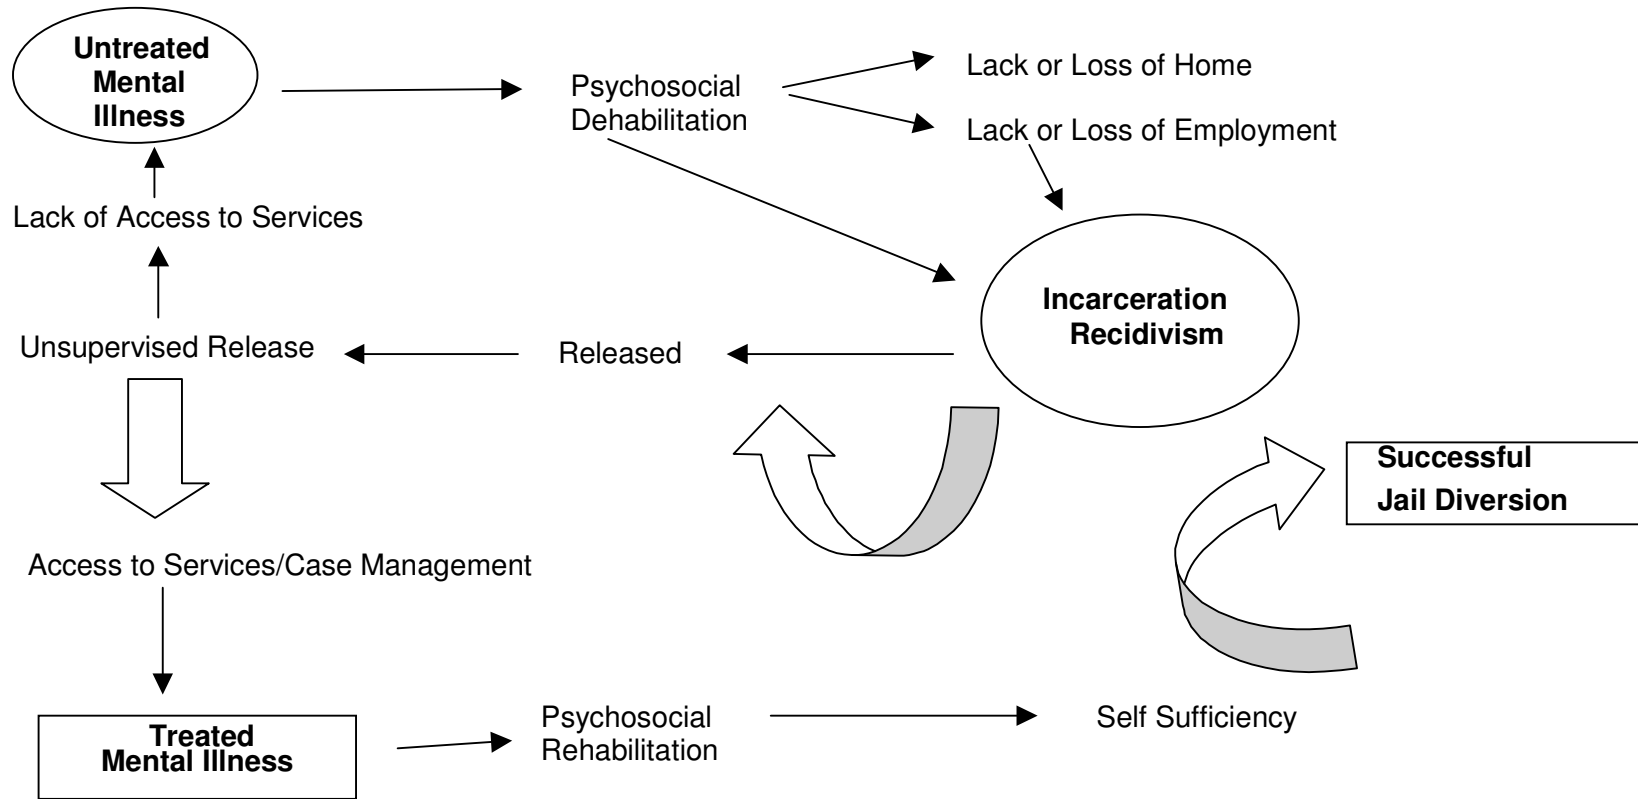 Untreated
Mental
Illness
Psychosocial
Dehabilitation
Lack or Loss of Home
Lack or Loss of Employment
Lack of Access to Services
Incarceration
Recidivism
Unsupervised Release
Released
Successful
Jail Diversion
Access to Services/Case Management
Treated
Mental Illness
Psychosocial
Rehabilitation
Self Sufficiency